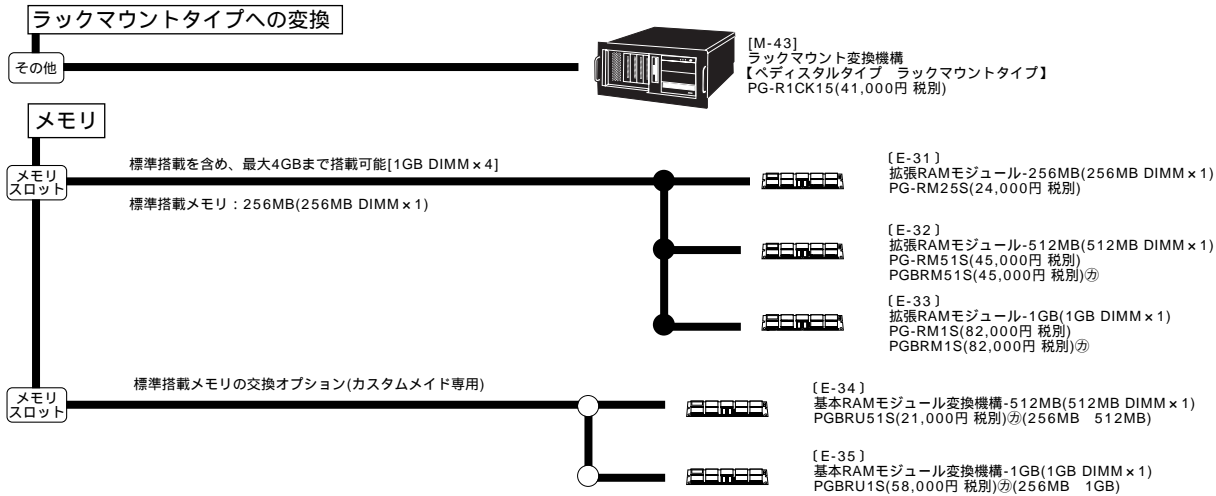 ラックマウントタイプへの変換
その他
[M-43]
ラックマウント変換機構
【ペディスタルタイプ　ラックマウントタイプ】
PG-R1CK15(41,000円 税別)
メモリ
メモリ
スロット
標準搭載を含め、最大4GBまで搭載可能[1GB DIMM×4]
標準搭載メモリ：256MB(256MB DIMM×1)
〔E-31〕
拡張RAMモジュール-256MB(256MB DIMM×1)
PG-RM25S(24,000円 税別)
〔E-32〕
拡張RAMモジュール-512MB(512MB DIMM×1)
PG-RM51S(45,000円 税別)
PGBRM51S(45,000円 税別)㋕
〔E-33〕
拡張RAMモジュール-1GB(1GB DIMM×1)
PG-RM1S(82,000円 税別)
PGBRM1S(82,000円 税別)㋕
メモリ
スロット
標準搭載メモリの交換オプション(カスタムメイド専用)
〔E-34〕
基本RAMモジュール変換機構-512MB(512MB DIMM×1)
PGBRU51S(21,000円 税別)㋕(256MB　512MB)
〔E-35〕
基本RAMモジュール変換機構-1GB(1GB DIMM×1)
PGBRU1S(58,000円 税別)㋕(256MB　1GB)